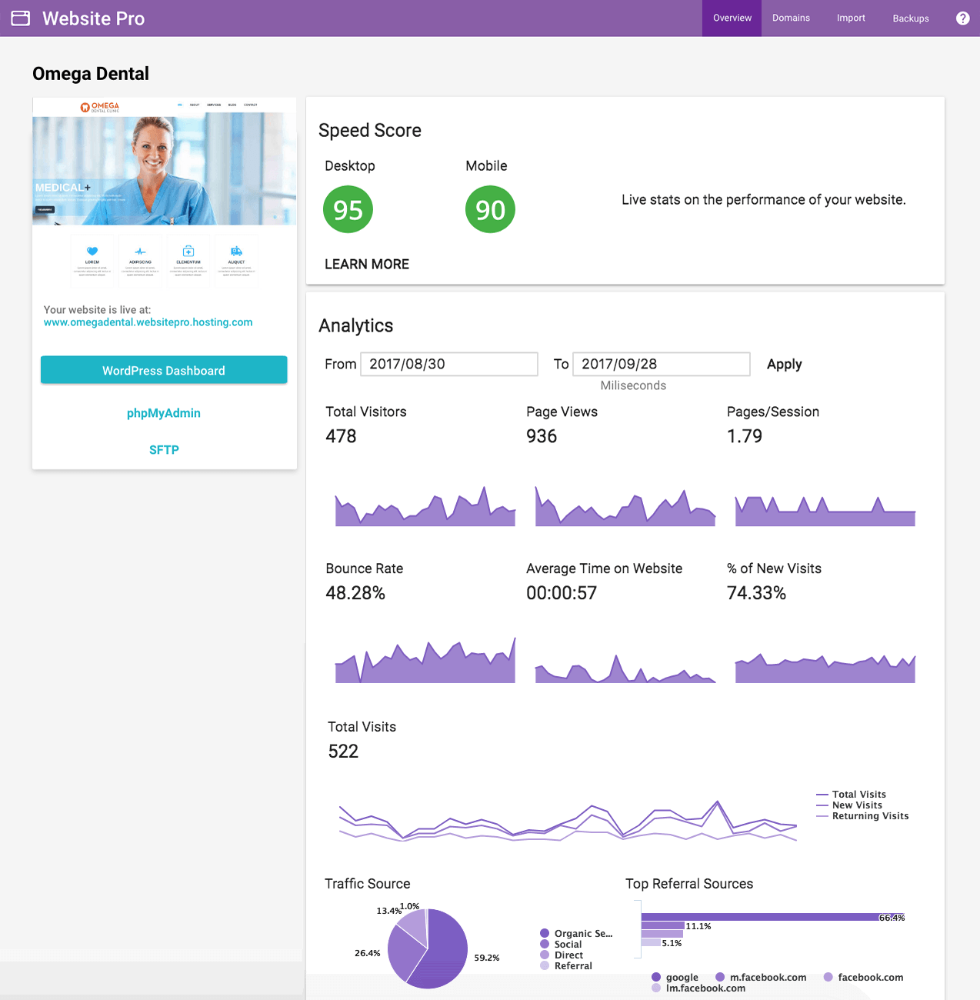 Website Pro
Overview
Domains
Import
Backups
?
Omega Dental
OMEGA
DENTAL CLINIC
ABOUT
SERVICES
BLOG
CONTACT
MEDICAL+
LOREM
ADIPISCING
ELEMENTUM
ALIQUET
Your website is live at:
www.omegadental.websitepro.hosting.com
WordPress Dashboard
phpMyAdmin
SFTP
Speed Score
Desktop
Mobile
95
90
Live stats on the performance of your website.
LEARN MORE
Analytics
From 2017/08/30
To 2017/09/28
Apply
Miliseconds
Total Visitors
478
Page Views
936
Pages/Session
1.79
Bounce Rate
48.28%
Average Time on Website
00:00:57
% of New Visits
74.33%
Total Visits
522
Total Visits
New Visits
Returning Visits
Traffic Source
13.4%
1.0%
26.4%
59.2%
Organic Se...
Social
Direct
Referral
Top Referral Sources
66.4%
11.1%
5.1%
google
m.facebook.com
facebook.com
lm.facebook.com